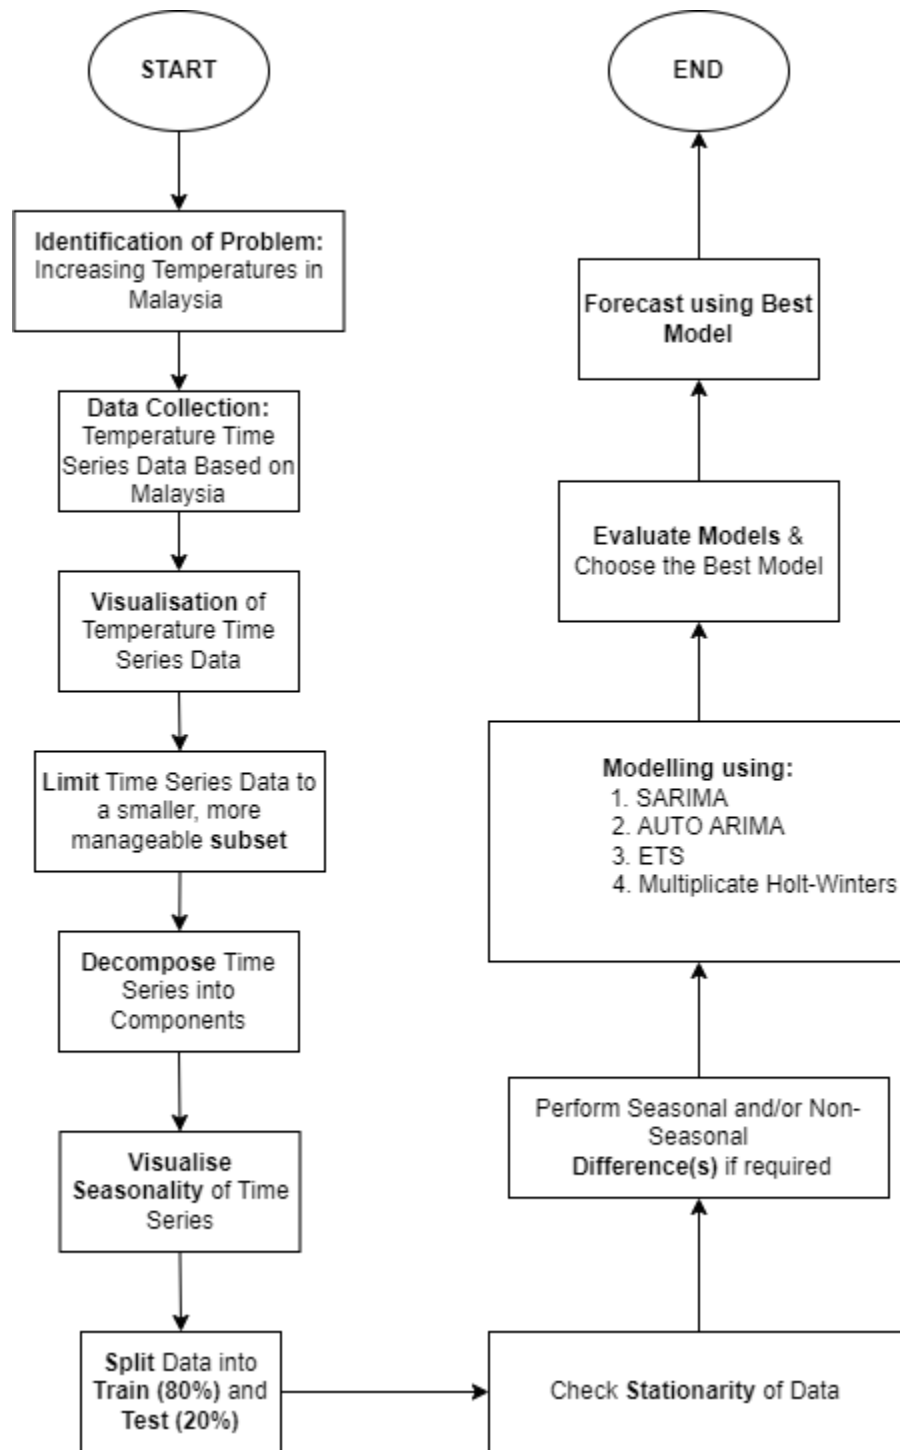 START
Identification of Problem:
Increasing Temperatures in
Malaysia
Data Collection:
Temperature Time
Series Data Based on
Malaysia
Visualisation of
Temperature Time
Series Data
Limit Time Series Data to
a smaller, more
manageable subset
Decompose Time
Series into
Components
Visualise
Seasonality of Time
Series
Split Data into
Train (80%) and
Test (20%)
Check Stationarity of Data
Perform Seasonal and/or Non-
Seasonal
Difference(s) if required
Modelling using:
1. SARIMA
2. AUTO ARIMA
3. ETS
4. Multiplicate Holt-Winters
Evaluate Models &
Choose the Best Model
Forecast using Best
Model
END